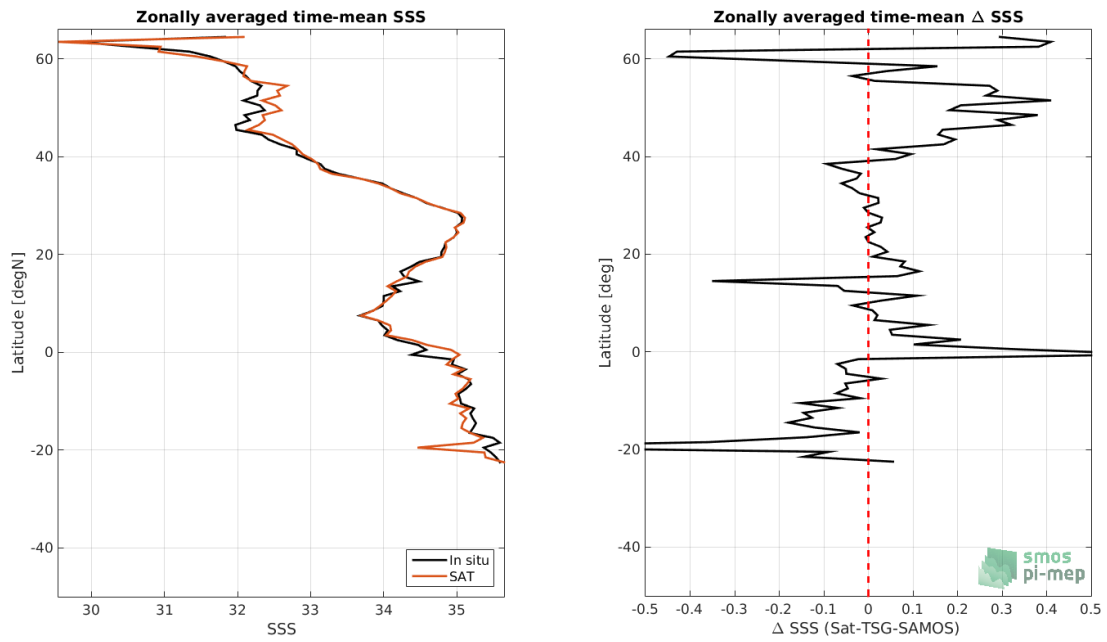 Zonally averaged time-mean SSS
60
40
20
0
-20
-40
Latitude [degN]
30
31
32
33
34
35
SSS
In situ
SAT
Zonally averaged time-mean Δ SSS
60
40
20
0
-20
-40
Latitude [deg]
-0.5
-0.4
-0.3
-0.2
-0.1
0
0.1
0.2
0.3
0.4
0.5
Δ SSS (Sat-TSG-SAMOS)
smos
pi-mep